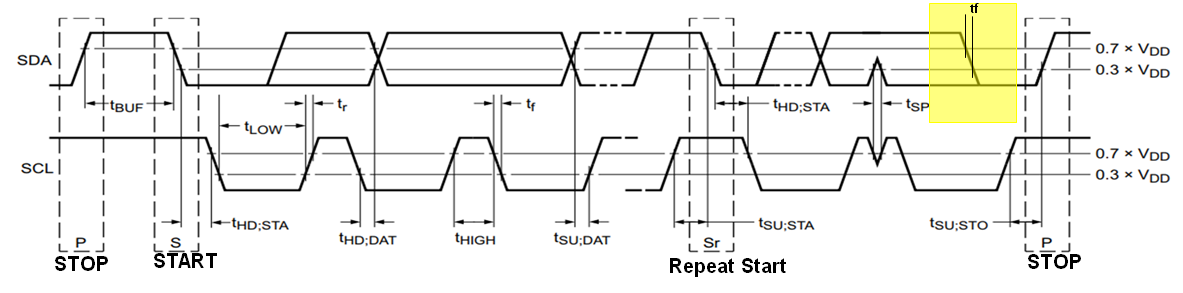 tf
SDA
0.7 × VDD
0.3 × VDD
tBUF
tr
tf
tHD;STA
tSP
tLOW
SCL
0.7 × VDD
0.3 × VDD
tHD;STA
tHD;DAT
tHIGH
tSU;DAT
tSU;STA
tSU;STO
P
S
Sr
P
STOP
START
Repeat Start
STOP